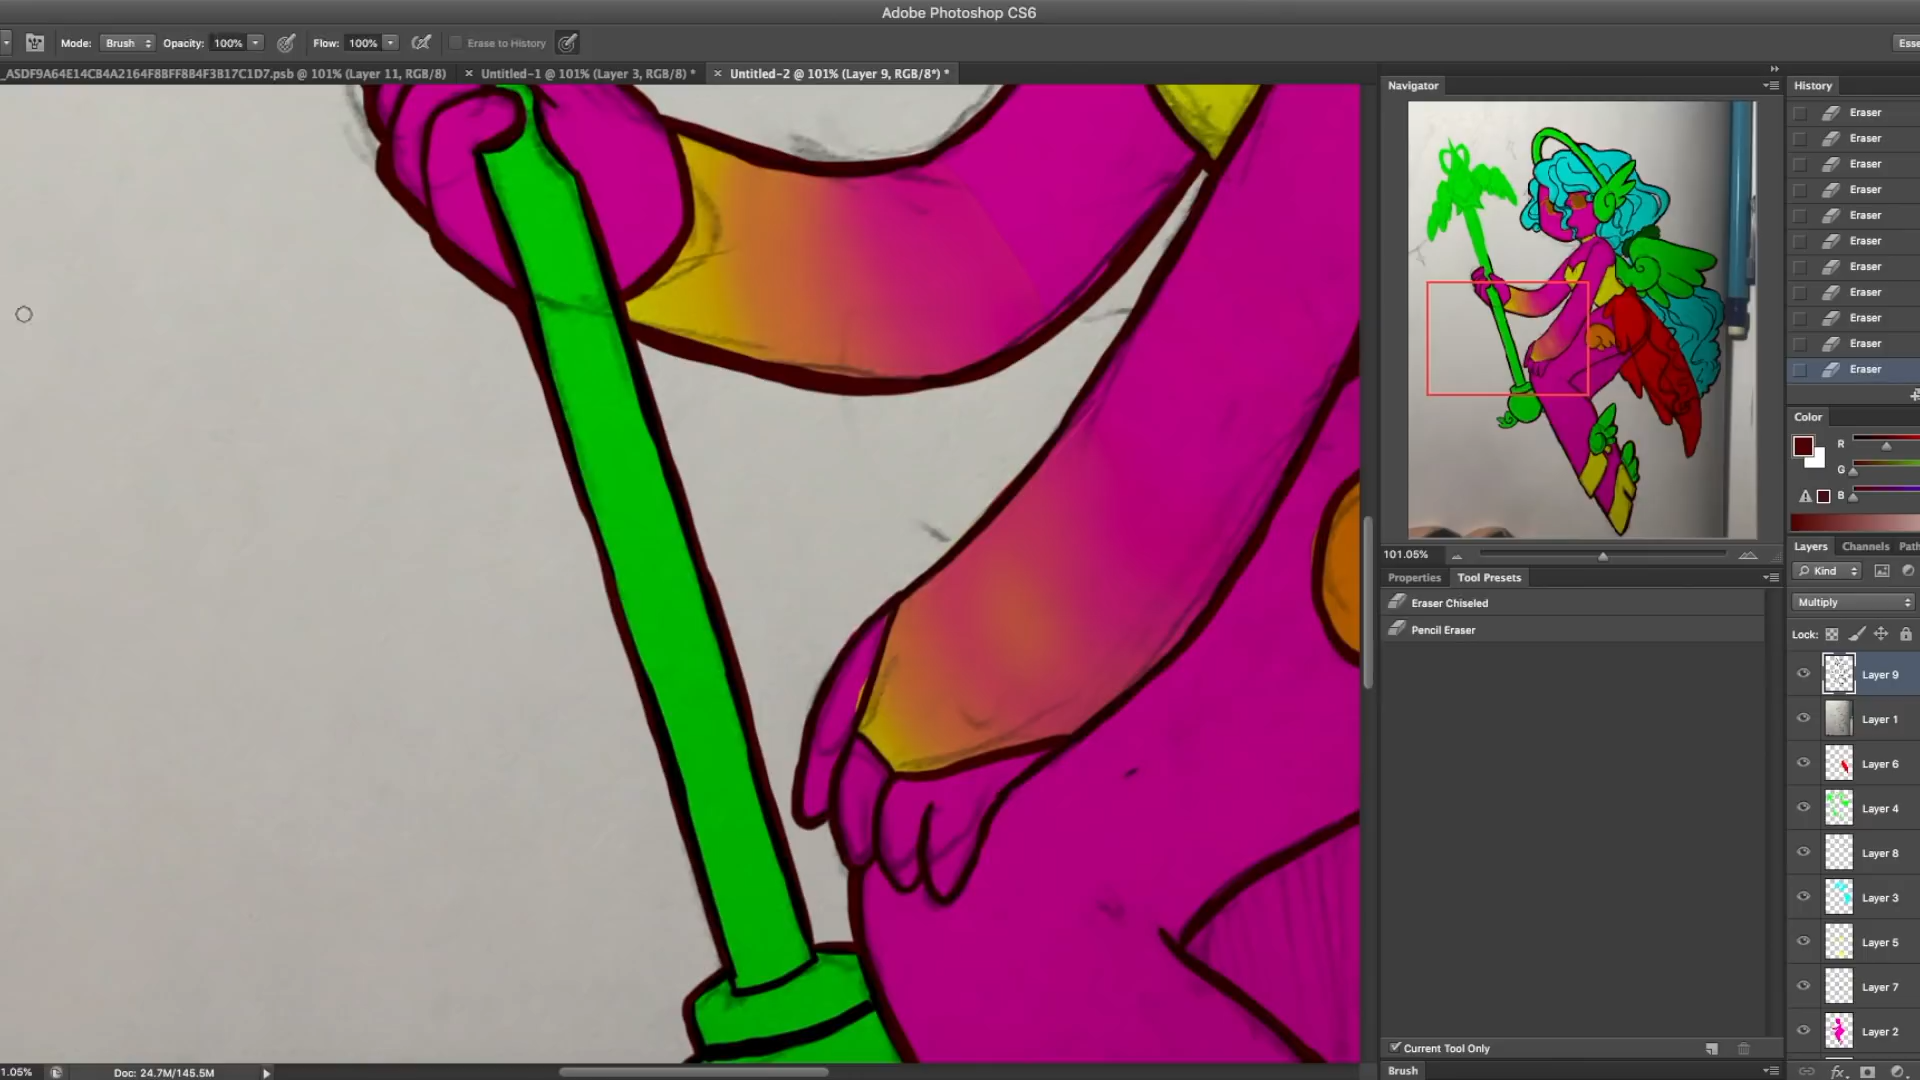 Adobe Photoshop CS6
Mode: Brush Opacity: 100% Flow: 100% Erase to History
_ASDF9A64E14CB4A2164F8BFF8B4F3B17C1D7.psb @ 101% (Layer 11, RGB/8) × Untitled-1 @ 101% (Layer 3, RGB/8) * × Untitled-2 @ 101% (Layer 9, RGB/8*) *
Navigator
History
Eraser
Eraser
Eraser
Eraser
Eraser
Eraser
Eraser
Eraser
Eraser
Eraser
Eraser
Color
R
G
B
101.05%
Layers Channels
Properties Tool Presets
Kind
Eraser Chiseled
Multiply
Pencil Eraser
Lock:
Layer 9
Layer 1
Layer 6
Layer 4
Layer 8
Layer 3
Layer 5
Layer 7
Layer 2
Current Tool Only
Brush
1.05% Doc: 24.7M/145.5M
fx